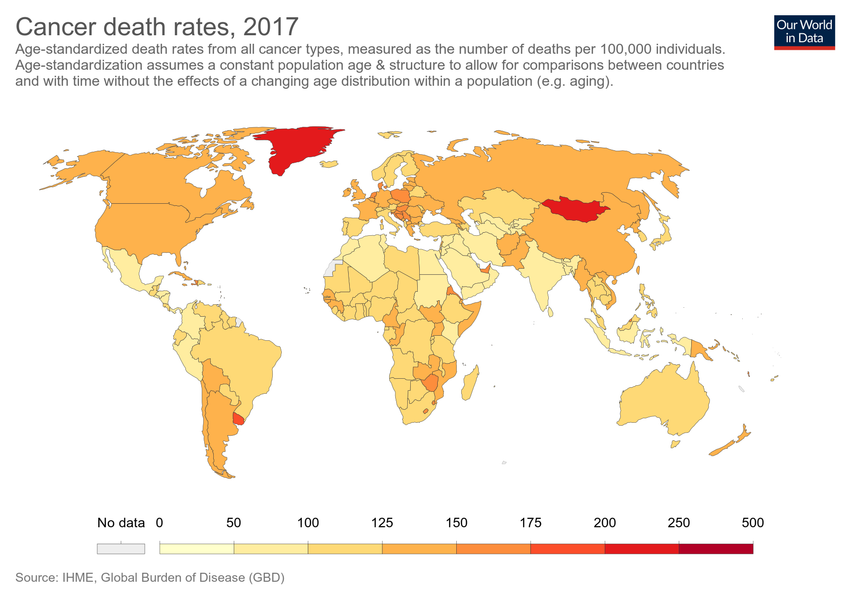 Cancer death rates, 2017
Our World
in Data
Age-standardized death rates from all cancer types, measured as the number of deaths per 100,000 individuals.
Age-standardization assumes a constant population age & structure to allow for comparisons between countries
and with time without the effects of a changing age distribution within a population (e.g. aging).
No data 0 50 100 125 150 175 200 250 500
Source: IHME, Global Burden of Disease (GBD)